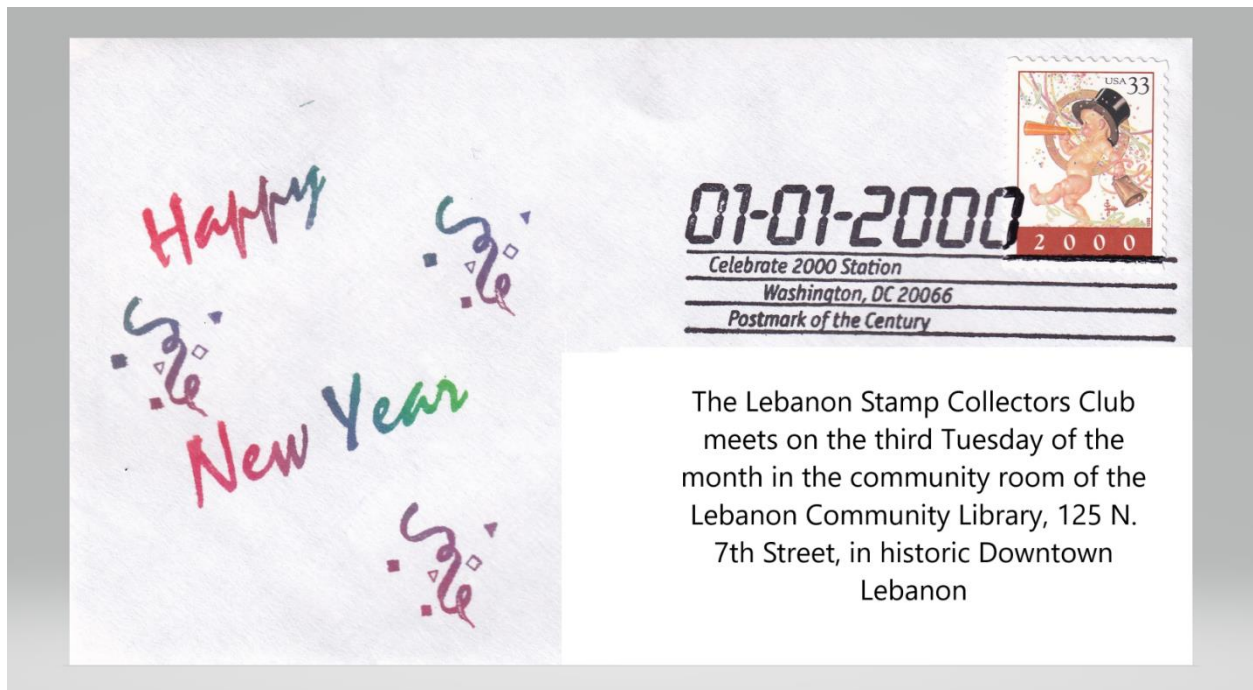 Happy
New Year
USA 33
2000
01-01-2000
Celebrate 2000 Station
Washington, DC 20066
Postmark of the Century
The Lebanon Stamp Collectors Club
meets on the third Tuesday of the
month in the community room of the
Lebanon Community Library, 125 N.
7th Street, in historic Downtown
Lebanon